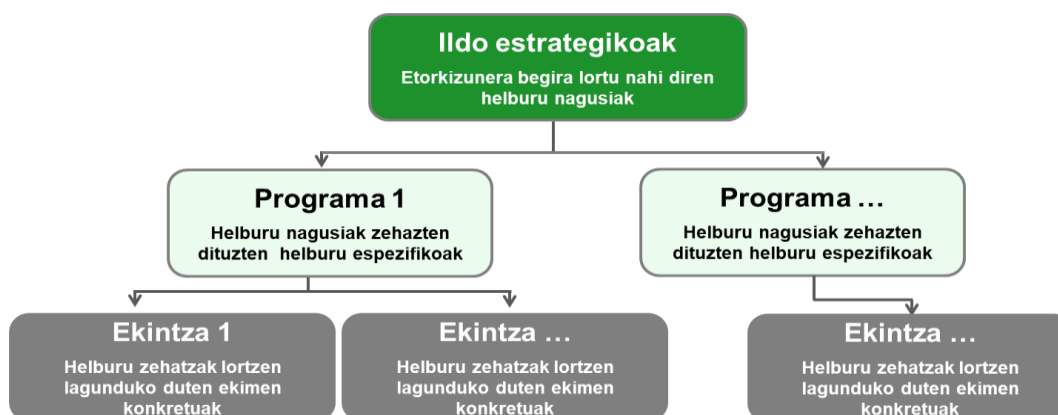 Ildo estrategikoak
Etorkizunera begira lortu nahi diren
helburu nagusiak
Programa 1
Helburu nagusiak zehazten
dituzten helburu espezifikoak
Programa …
Helburu nagusiak zehazten
dituzten helburu espezifikoak
Ekintza 1
Helburu zehatzak lortzen
lagunduko duten ekimen
konkretuak
Ekintza …
Helburu zehatzak lortzen
lagunduko duten ekimen
konkretuak
Ekintza …
Helburu zehatzak lortzen
lagunduko duten ekimen
konkretuak